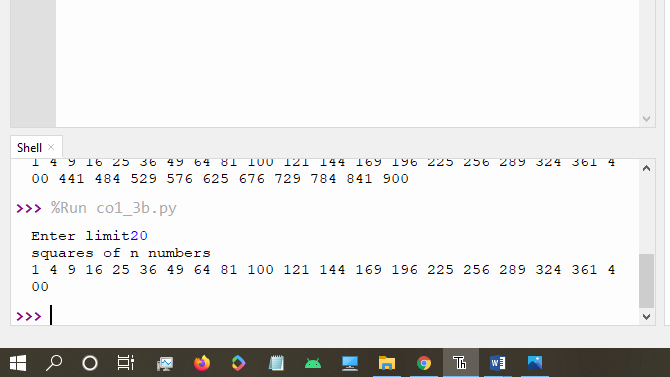 Shell
1 4 9 16 25 36 49 64 81 100 121 144 169 196 225 256 289 324 361 4
00 441 484 529 576 625 676 729 784 841 900
>>> %Run co1_3b.py
Enter limit20
squares of n numbers
1 4 9 16 25 36 49 64 81 100 121 144 169 196 225 256 289 324 361 4
00
>>>